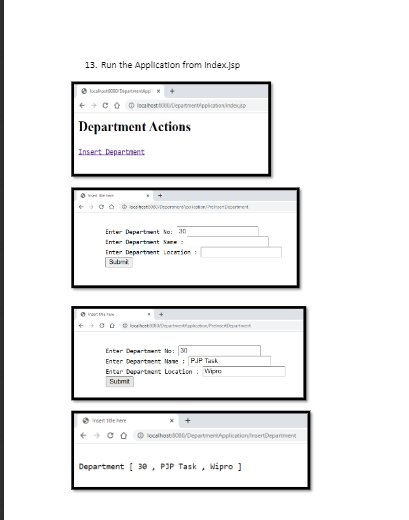 13. Run the Application from Index.jsp
localhost:8080/DepartmentAppli x +
localhost:8080/DepartmentApplication/index.jsp
Department Actions
Insert Department
Insert title here x +
localhost:8080/DepartmentApplication/PreInsertDepartment
Enter Department No: 30
Enter Department Name :
Enter Department Location :
Submit
Insert title here x +
localhost:8080/DepartmentApplication/PreInsertDepartment
Enter Department No: 30
Enter Department Name : PJP Task
Enter Department Location : Wipro
Submit
Insert title here x +
localhost:8080/DepartmentApplication/InsertDepartment
Department [ 30 , PJP Task , Wipro ]